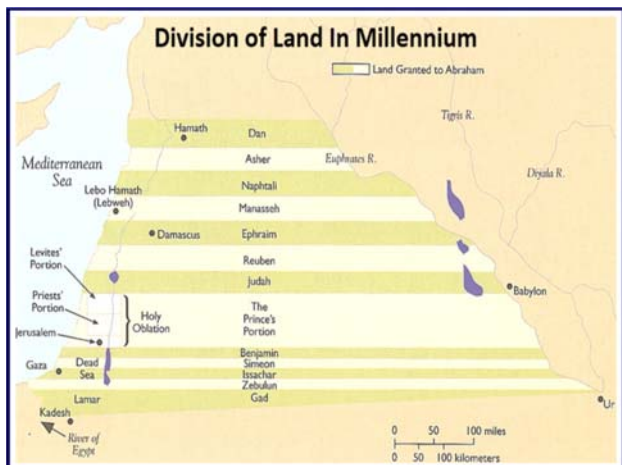 Division of Land In Millennium
Land Granted to Abraham
Tigris R.
Hamath
Dan
Mediterranean
Sea
Asher
Euphrates R.
Diyala R.
Naphtali
Lebo Hamath
(Lebweh)
Manasseh
Damascus
Ephraim
Levites'
Portion
Reuben
Judah
Babylon
Priests'
Portion
Holy
Oblation
The
Prince's
Portion
Jerusalem
Benjamin
Gaza
Dead
Sea
Simeon
Issachar
Zebulun
Lamar
Gad
Ur
Kadesh
River of
Egypt
0 50 100 miles
0 50 100 kilometers